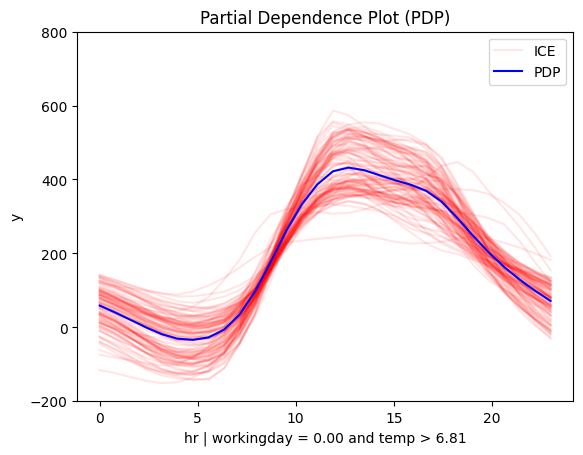 Partial Dependence Plot (PDP)
800
600
400
200
0
−200
y
ICE
PDP
0 5 10 15 20
hr | workingday = 0.00 and temp > 6.81